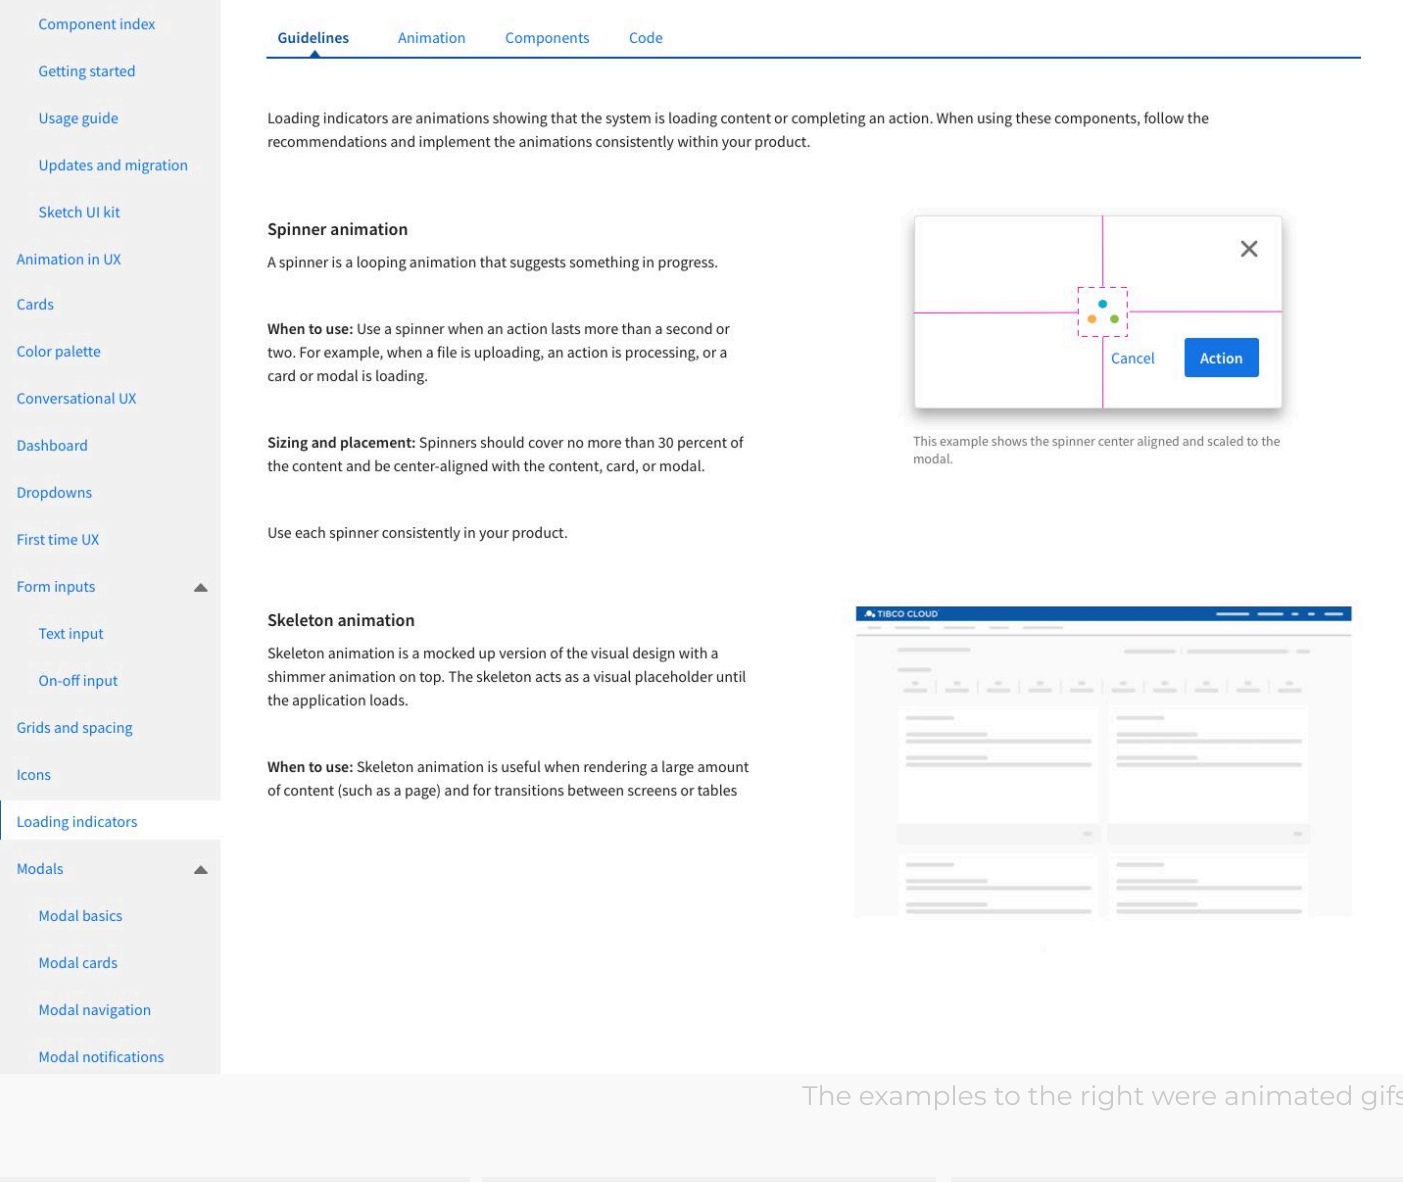 Component index
Getting started
Usage guide
Updates and migration
Sketch UI kit
Animation in UX
Cards
Color palette
Conversational UX
Dashboard
Dropdowns
First time UX
Form inputs
Text input
On-off input
Grids and spacing
Icons
Loading indicators
Modals
Modal basics
Modal cards
Modal navigation
Modal notifications
Guidelines Animation Components Code
Loading indicators are animations showing that the system is loading content or completing an action. When using these components, follow the
recommendations and implement the animations consistently within your product.
Spinner animation
A spinner is a looping animation that suggests something in progress.
When to use: Use a spinner when an action lasts more than a second or
two. For example, when a file is uploading, an action is processing, or a
card or modal is loading.
Sizing and placement: Spinners should cover no more than 30 percent of
the content and be center-aligned with the content, card, or modal.
Use each spinner consistently in your product.
Cancel Action
This example shows the spinner center aligned and scaled to the
modal.
Skeleton animation
Skeleton animation is a mocked up version of the visual design with a
shimmer animation on top. The skeleton acts as a visual placeholder until
the application loads.
When to use: Skeleton animation is useful when rendering a large amount
of content (such as a page) and for transitions between screens or tables
TIBCO CLOUD
The examples to the right were animated gifs